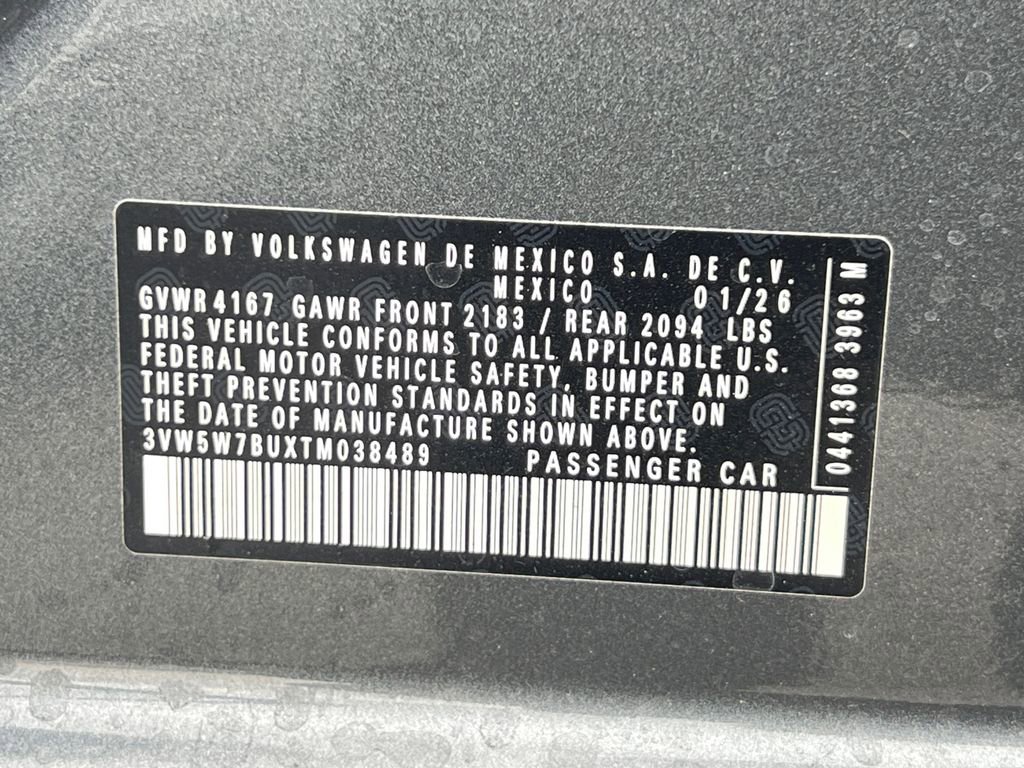 MFD BY VOLKSWAGEN DE MEXICO S.A. DE C.V.
MEXICO 01/26
GVWR 4167 GAWR FRONT 2183 / REAR 2094 LBS
THIS VEHICLE CONFORMS TO ALL APPLICABLE U.S.
FEDERAL MOTOR VEHICLE SAFETY, BUMPER AND
THEFT PREVENTION STANDARDS IN EFFECT ON
THE DATE OF MANUFACTURE SHOWN ABOVE.
3VW5W7BUXTM038489 PASSENGER CAR
0441368 3963 M